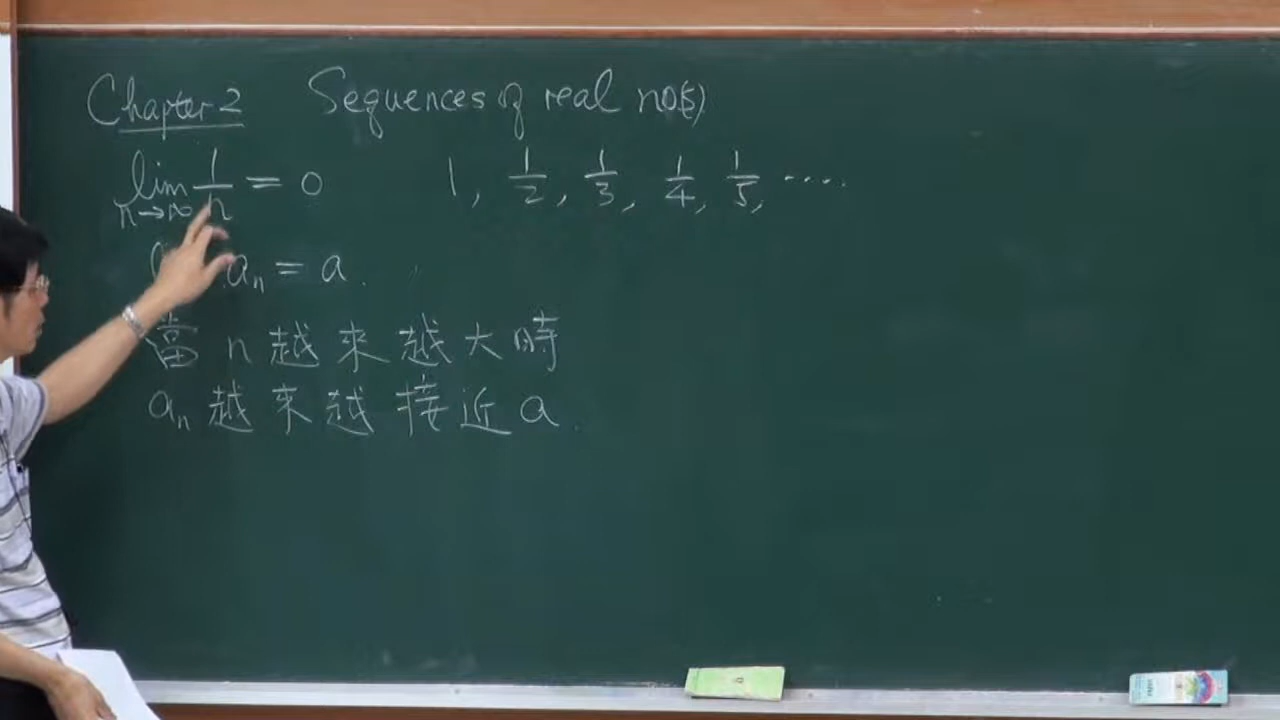 Chapter 2 Sequences of real no(s)
lim n→∞ 1/n = 0 1, 1/2, 1/3, 1/4, 1/5, ....
aₙ = a.
當 n 越來越大時
aₙ 越來越接近 a.